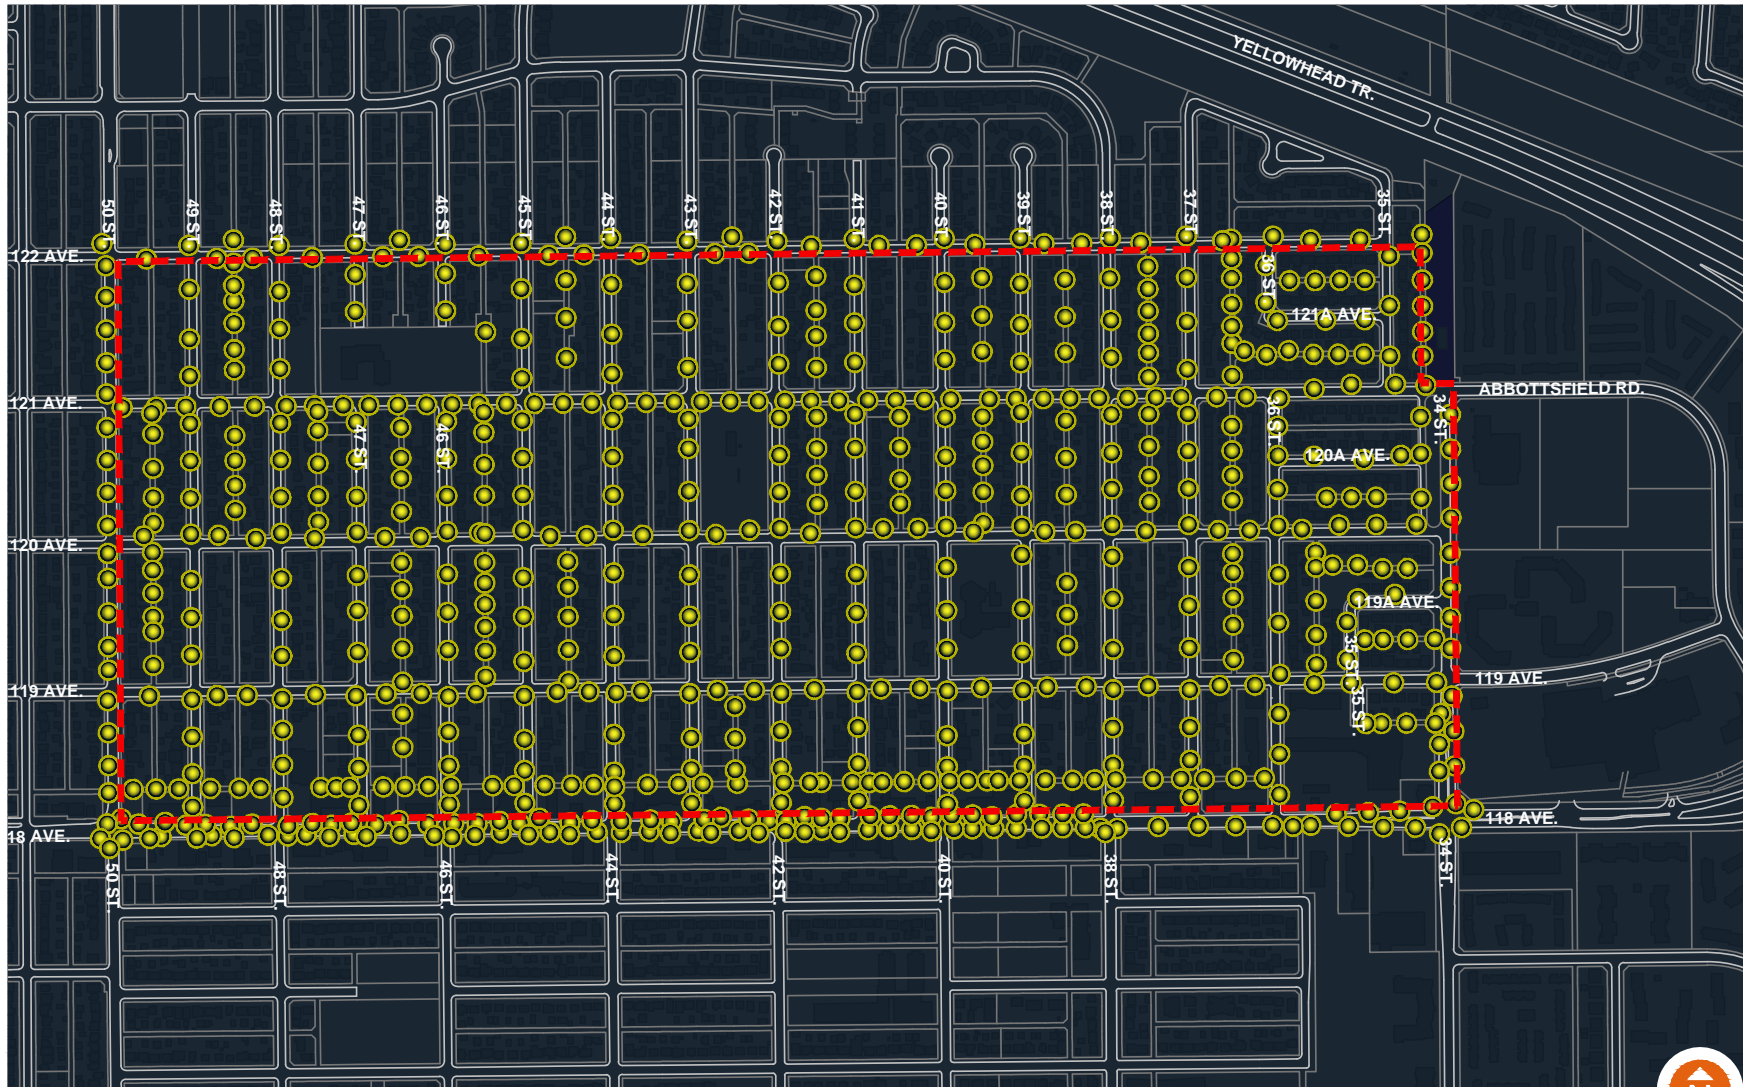 YELLOWHEAD TR.
50 ST.
49 ST.
48 ST.
47 ST.
46 ST.
45 ST.
44 ST.
43 ST.
42 ST.
41 ST.
40 ST.
39 ST.
38 ST.
37 ST.
35 ST.
122 AVE.
36 ST.
121A AVE.
121 AVE.
ABBOTTSFIELD RD.
47 ST.
46 ST.
36 ST.
34 ST.
120A AVE.
120 AVE.
119A AVE.
35 ST.
119 AVE.
119 AVE.
35 ST.
18 AVE.
118 AVE.
50 ST.
48 ST.
46 ST.
44 ST.
42 ST.
40 ST.
38 ST.
34 ST.